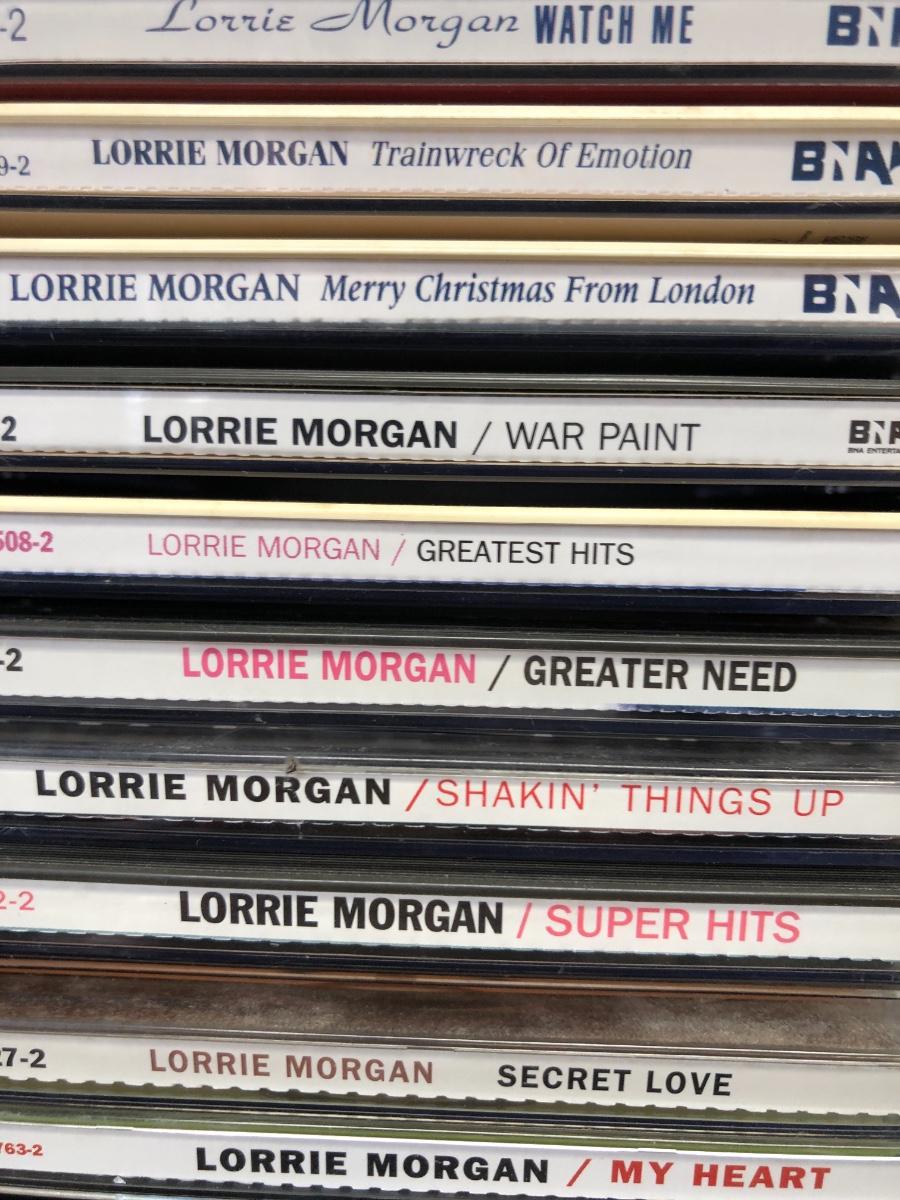 -2 Lorrie Morgan WATCH ME BNA
9-2 LORRIE MORGAN Trainwreck Of Emotion BNA
LORRIE MORGAN Merry Christmas From London BNA
2 LORRIE MORGAN / WAR PAINT BNA
BNA ENTERTA
508-2 LORRIE MORGAN / GREATEST HITS
-2 LORRIE MORGAN / GREATER NEED
LORRIE MORGAN / SHAKIN' THINGS UP
2-2 LORRIE MORGAN / SUPER HITS
27-2 LORRIE MORGAN SECRET LOVE
763-2 LORRIE MORGAN / MY HEART